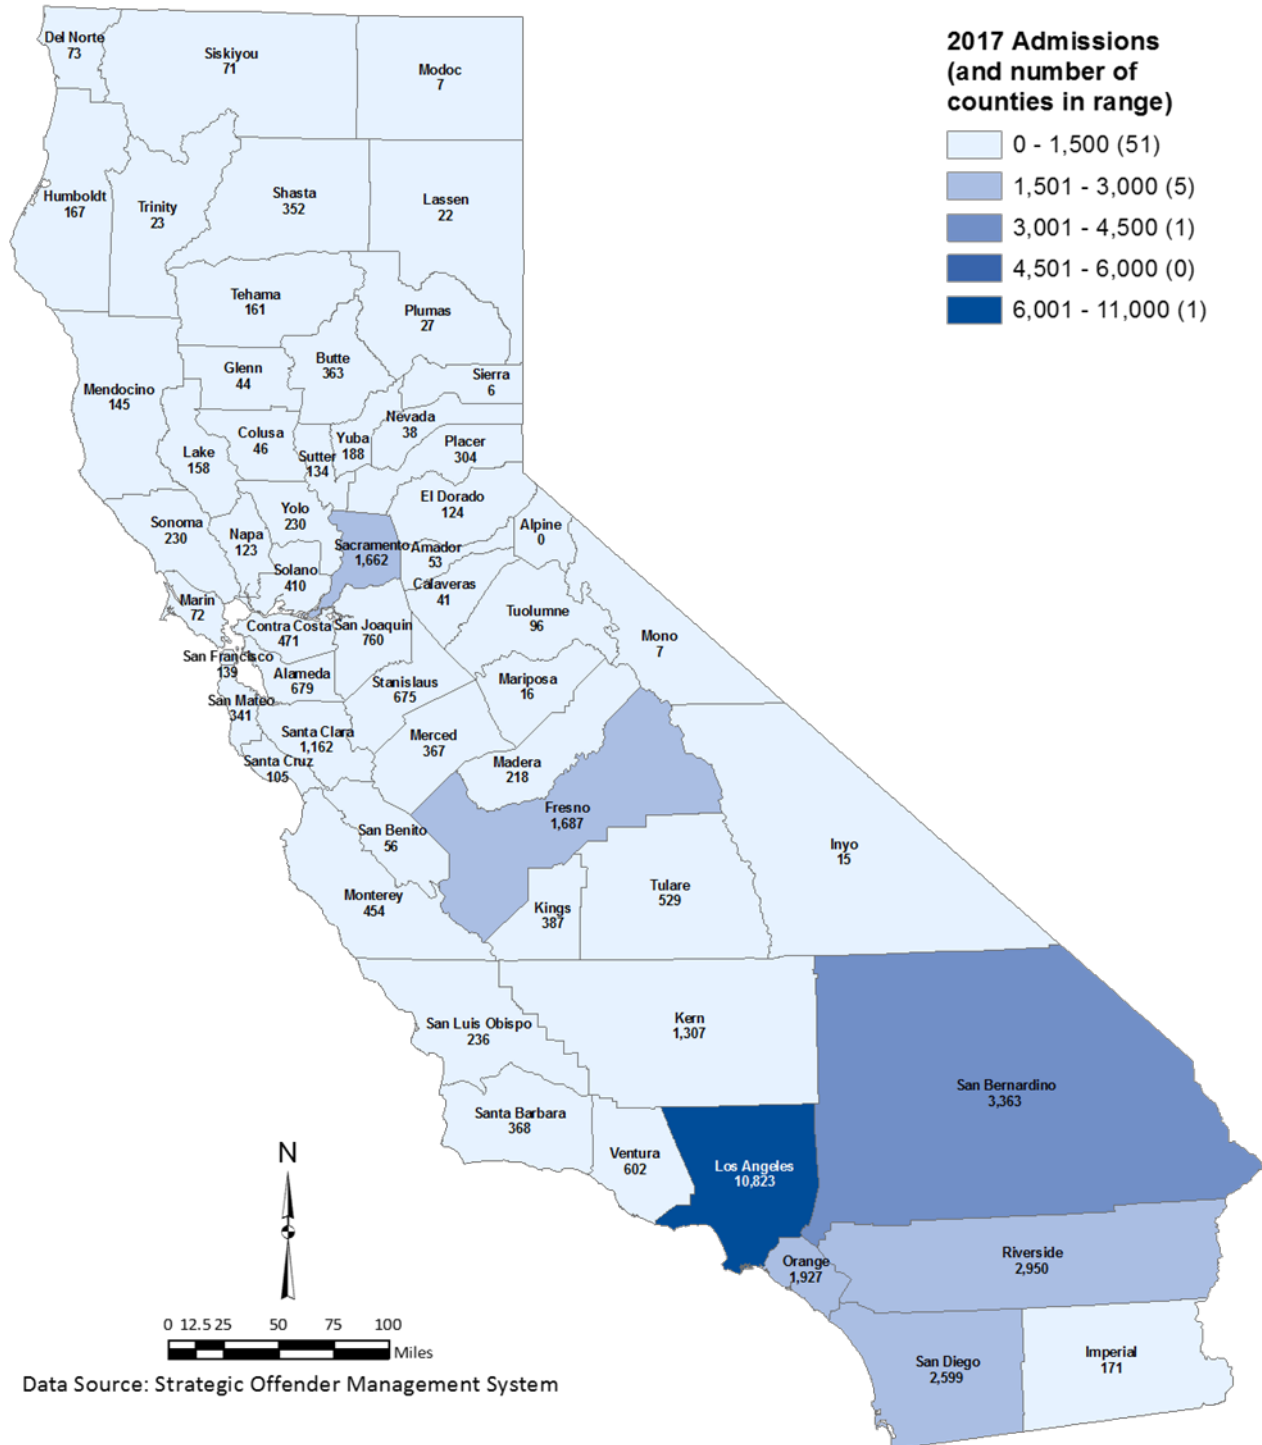 2017 Admissions
(and number of
counties in range)
0 - 1,500 (51)
1,501 - 3,000 (5)
3,001 - 4,500 (1)
4,501 - 6,000 (0)
6,001 - 11,000 (1)
Del Norte
73
Siskiyou
71
Modoc
7
Humboldt
167
Trinity
23
Shasta
352
Lassen
22
Tehama
161
Plumas
27
Mendocino
145
Glenn
44
Butte
363
Sierra
6
Lake
158
Colusa
46
Sutter
134
Yuba
188
Nevada
38
Placer
304
Sonoma
230
Napa
123
Yolo
230
El Dorado
124
Alpine
0
Sacramento
1,662
Amador
53
Solano
410
Calaveras
41
Marin
72
Contra Costa
471
San Joaquin
760
Tuolumne
96
Mono
7
San Francisco
139
Alameda
679
Stanislaus
675
Mariposa
16
San Mateo
341
Santa Clara
1,162
Merced
367
Santa Cruz
105
Madera
218
Fresno
1,687
San Benito
56
Inyo
15
Monterey
454
Kings
387
Tulare
529
San Luis Obispo
236
Kern
1,307
San Bernardino
3,363
Santa Barbara
368
Ventura
602
Los Angeles
10,823
Orange
1,927
Riverside
2,950
San Diego
2,599
Imperial
171
N
0 12.5 25 50 75 100
Miles
Data Source: Strategic Offender Management System